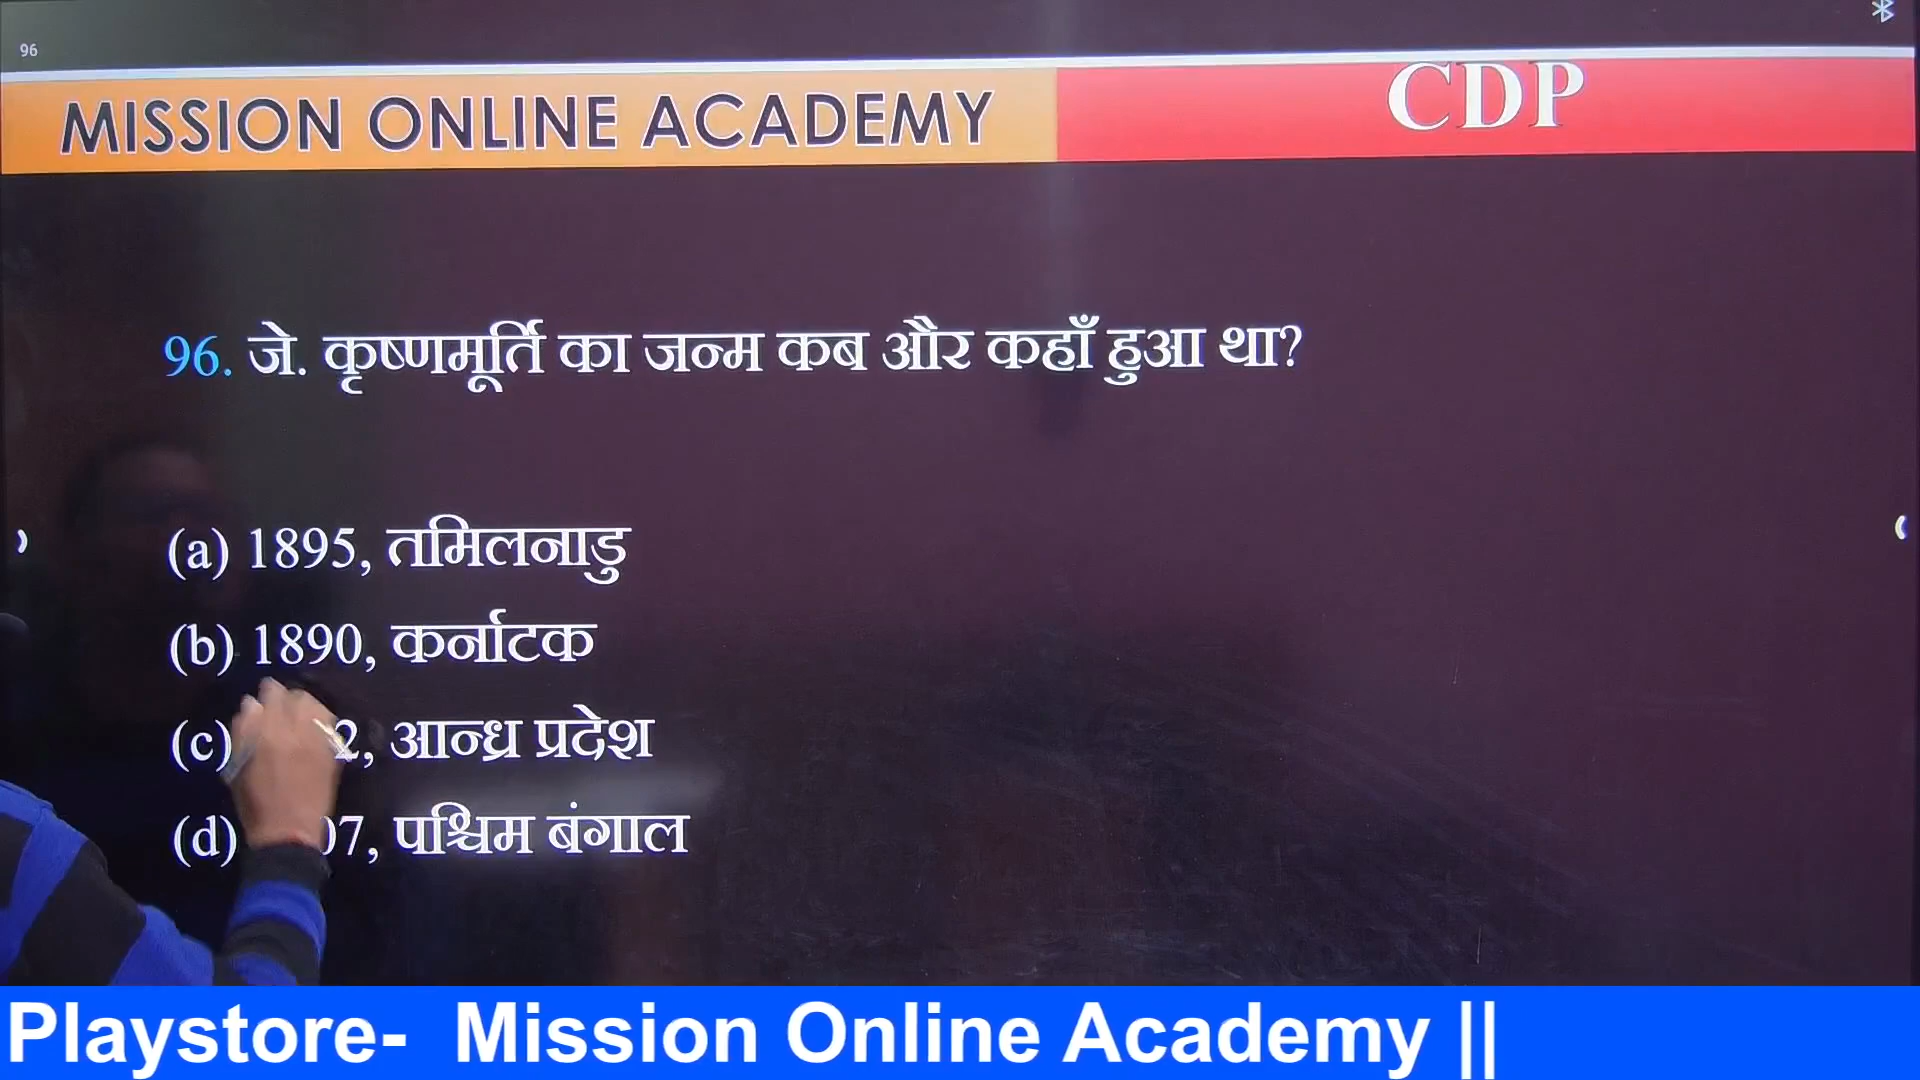 96
MISSION ONLINE ACADEMY
CDP
96. जे. कृष्णमूर्ति का जन्म कब और कहाँ हुआ था?
(a) 1895, तमिलनाडु
(b) 1890, कर्नाटक
(c) 2, आन्ध्र प्रदेश
(d) 07, पश्चिम बंगाल
Playstore- Mission Online Academy ||